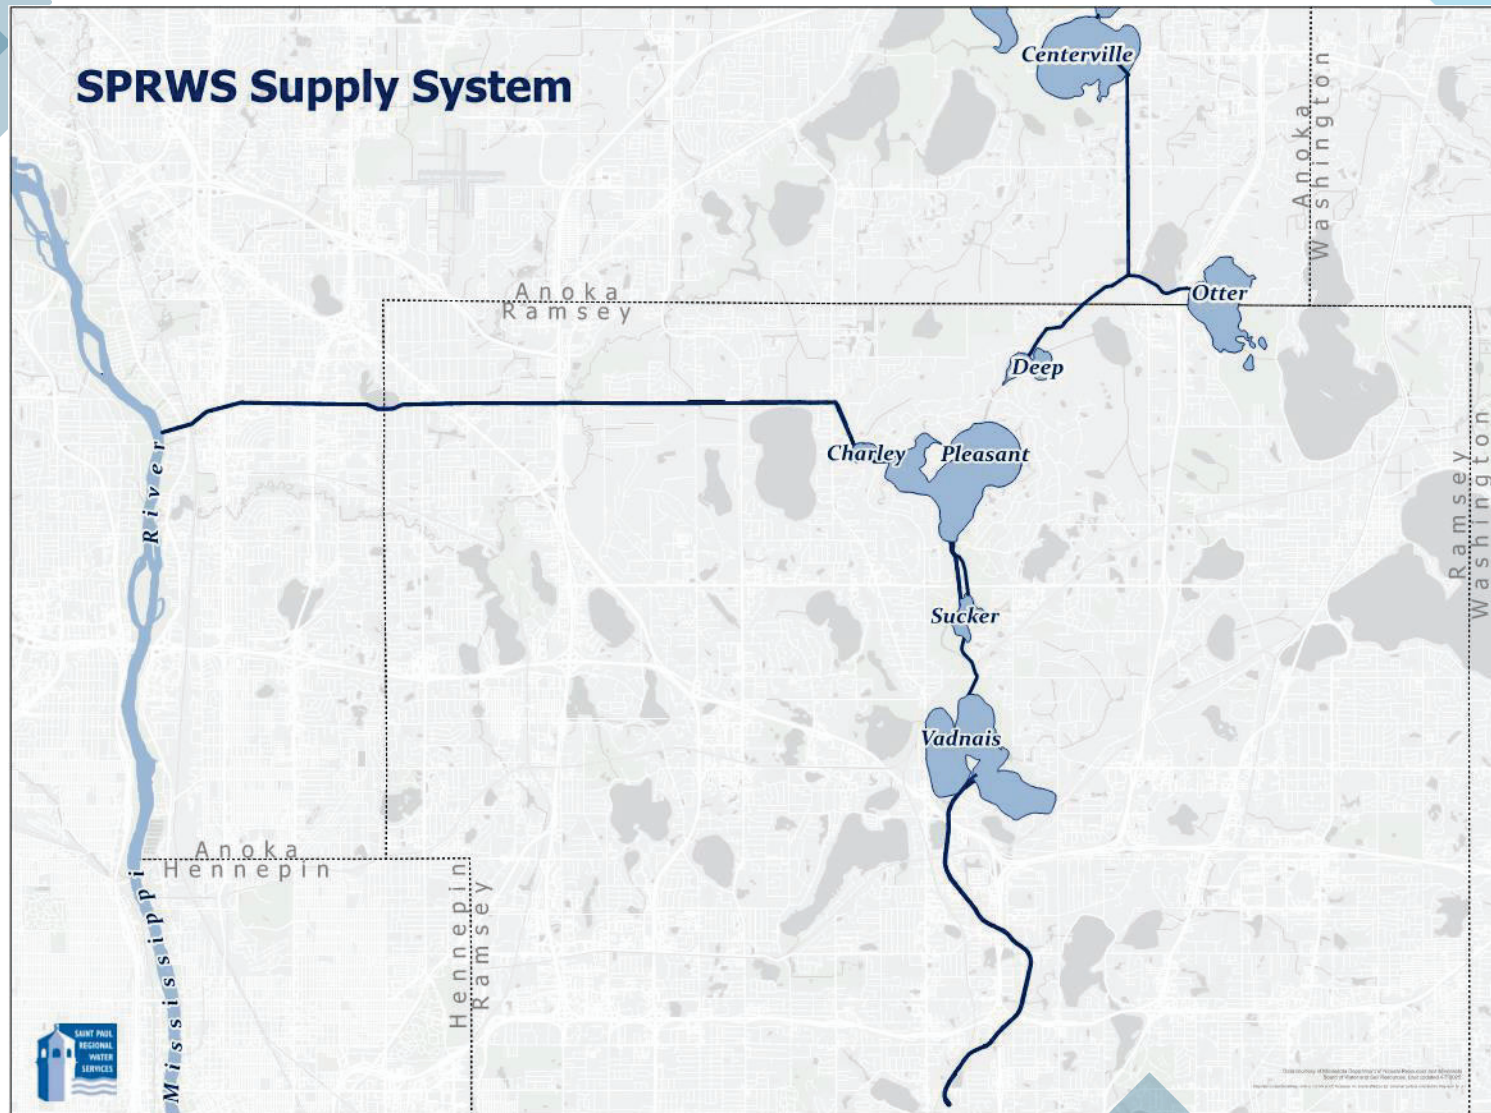 SPRWS Supply System
Centerville
Anoka
Washington
Otter
Anoka
Ramsey
Deep
Charley
Pleasant
River
Ramsey
Washington
Sucker
Vadnais
Anoka
Hennepin
Hennepin
Ramsey
Mississippi
SAINT PAUL
REGIONAL
WATER
SERVICES